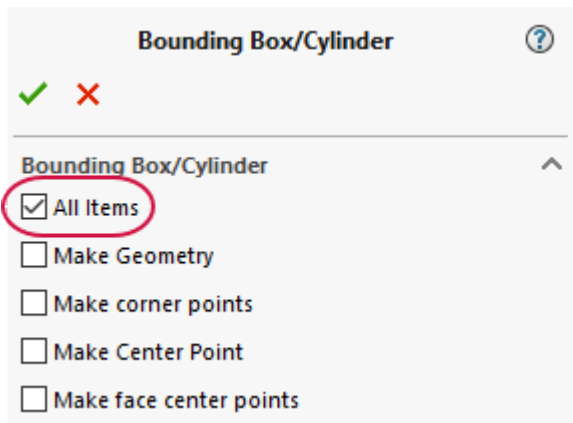 Bounding Box/Cylinder
Bounding Box/Cylinder
All Items
Make Geometry
Make corner points
Make Center Point
Make face center points